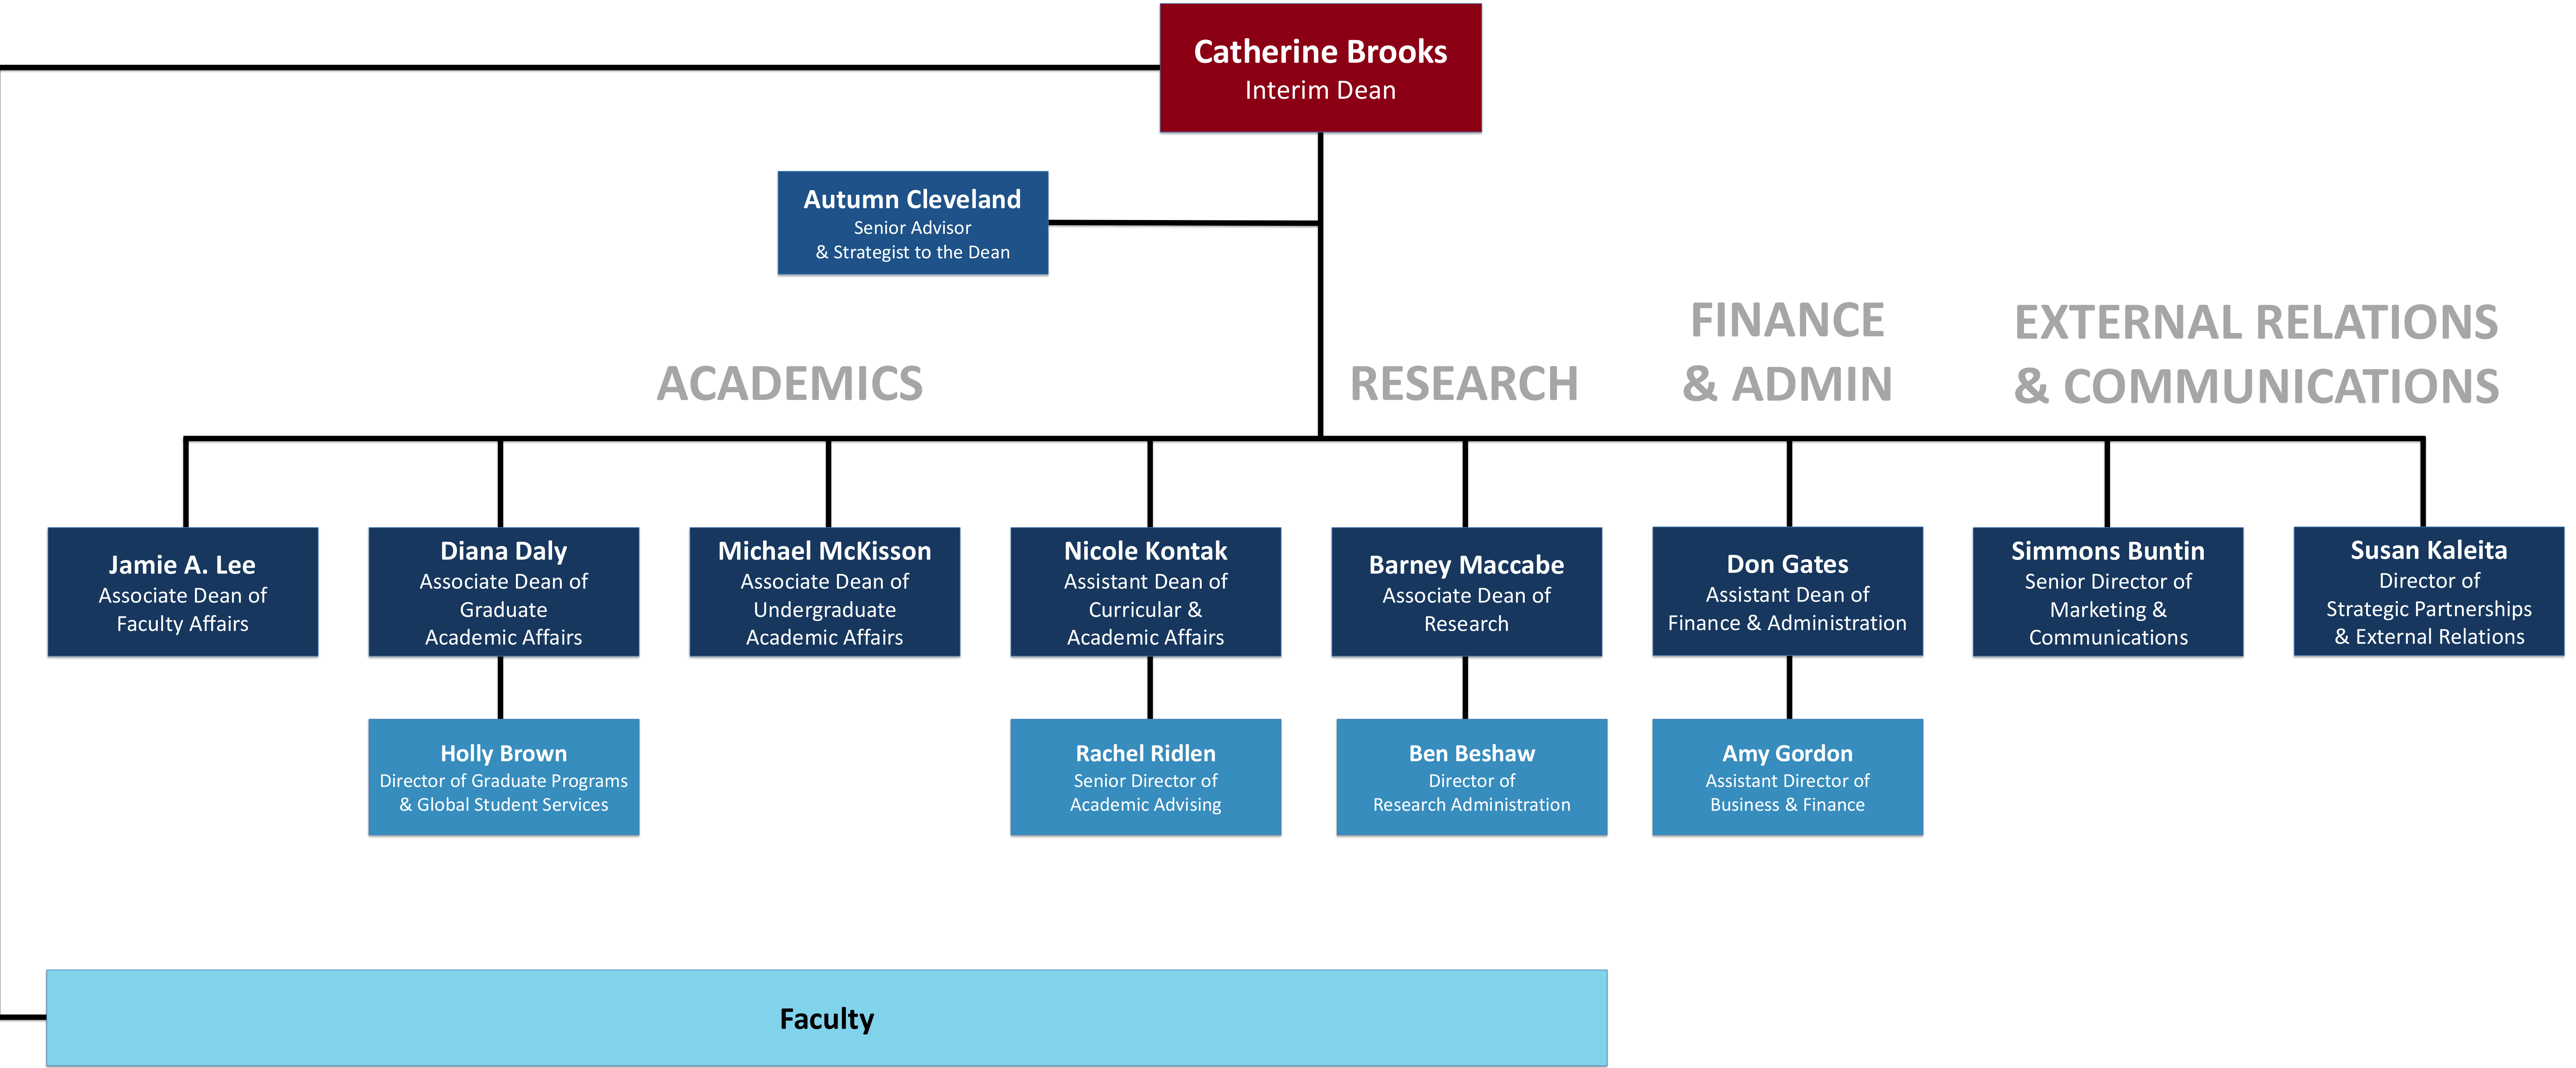 Catherine Brooks
Interim Dean
Autumn Cleveland
Senior Advisor
& Strategist to the Dean
ACADEMICS
RESEARCH
FINANCE
& ADMIN
EXTERNAL RELATIONS
& COMMUNICATIONS
Jamie A. Lee
Associate Dean of
Faculty Affairs
Diana Daly
Associate Dean of
Graduate
Academic Affairs
Michael McKisson
Associate Dean of
Undergraduate
Academic Affairs
Nicole Kontak
Assistant Dean of
Curricular &
Academic Affairs
Barney Maccabe
Associate Dean of
Research
Don Gates
Assistant Dean of
Finance & Administration
Simmons Buntin
Senior Director of
Marketing &
Communications
Susan Kaleita
Director of
Strategic Partnerships
& External Relations
Holly Brown
Director of Graduate Programs
& Global Student Services
Rachel Ridlen
Senior Director of
Academic Advising
Ben Beshaw
Director of
Research Administration
Amy Gordon
Assistant Director of
Business & Finance
Faculty